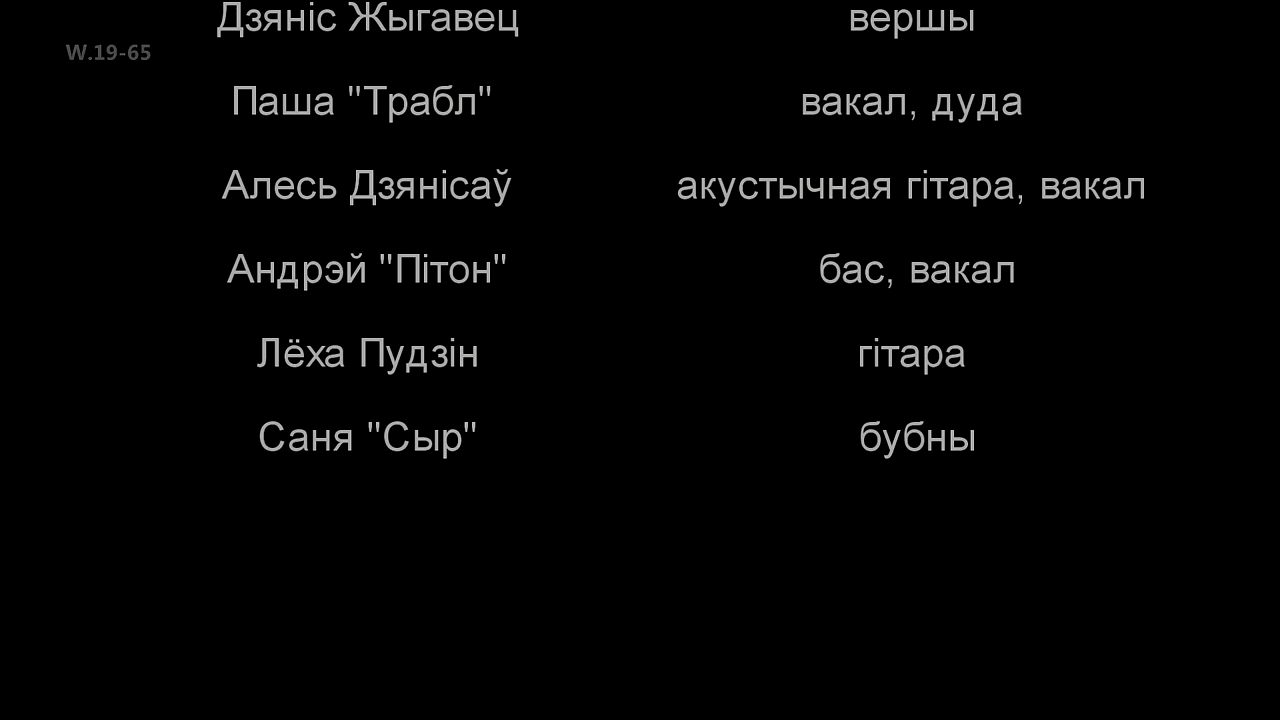 Дзяніс Жыгавец вершы
W.19-65
Паша "Трабл" вакал, дуда
Алесь Дзянісаў акустычная гітара, вакал
Андрэй "Пітон" бас, вакал
Лёха Пудзін гітара
Саня "Сыр" бубны